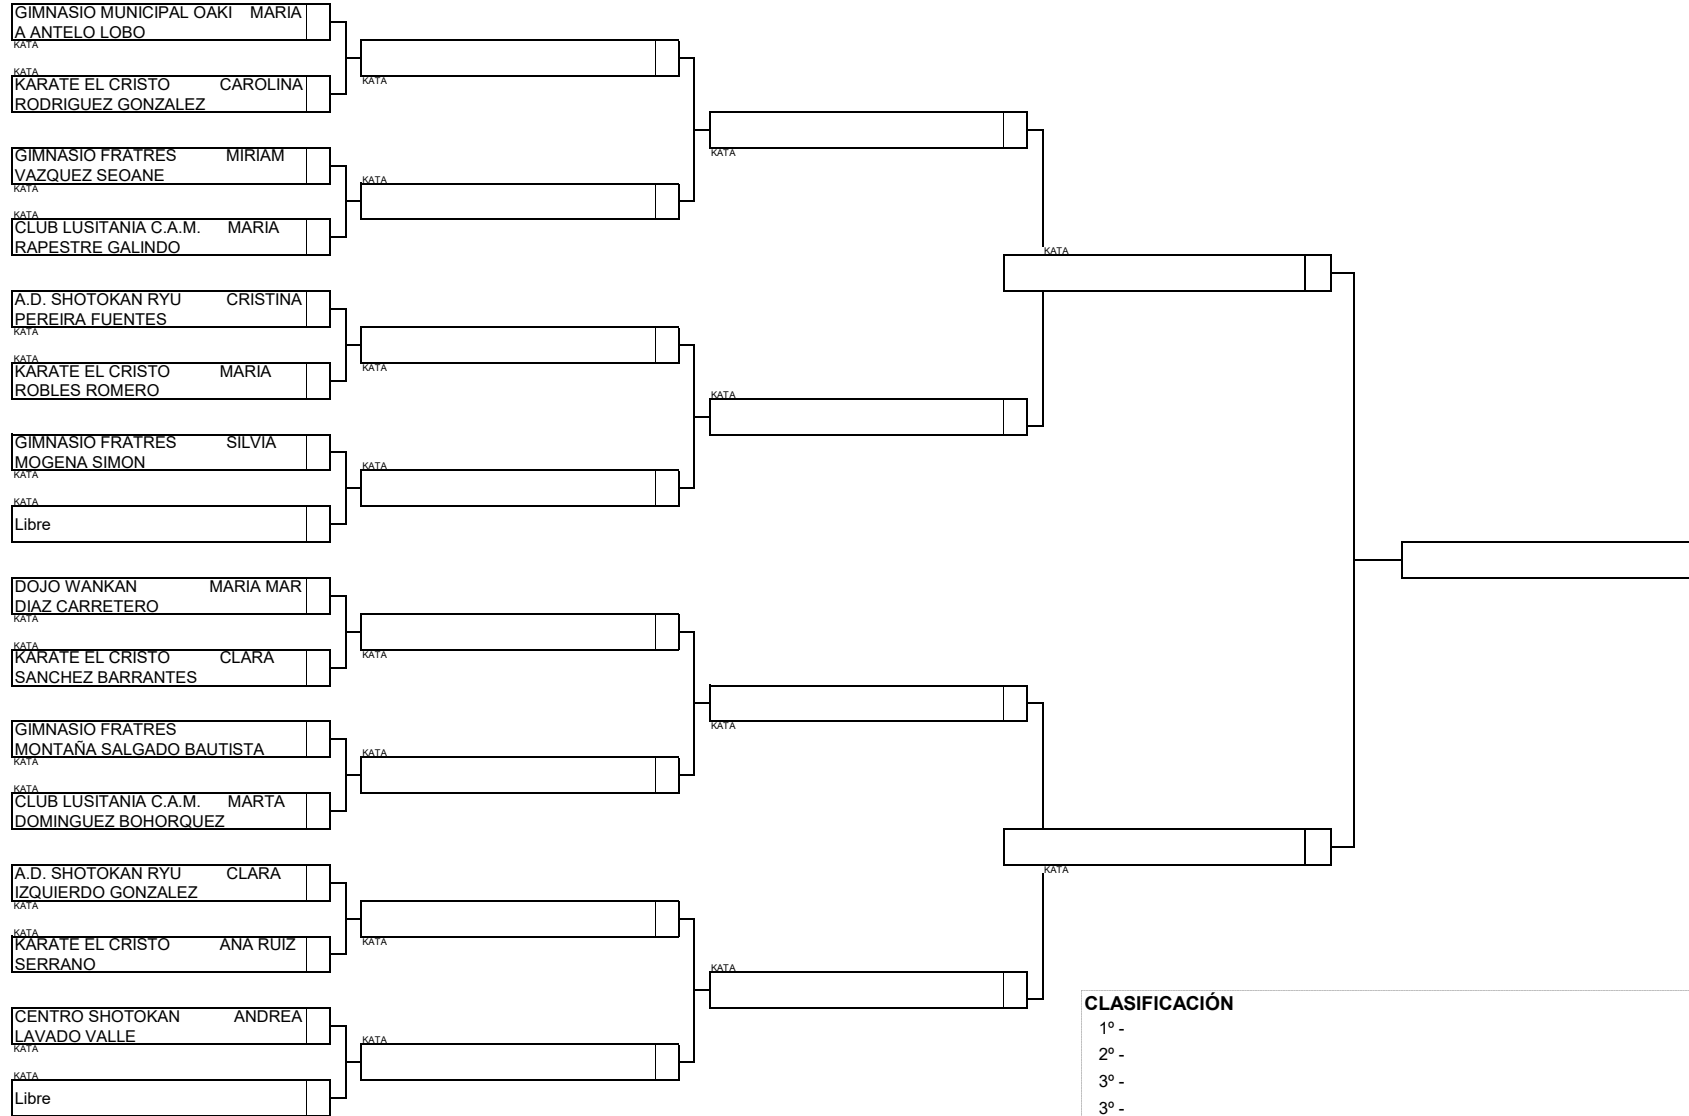 GIMNASIO MUNICIPAL OAKI MARIA
A ANTELO LOBO
KATA
KATA
KARATE EL CRISTO CAROLINA
RODRIGUEZ GONZALEZ
KATA
GIMNASIO FRATRES MIRIAM
VAZQUEZ SEOANE
KATA
KATA
KATA
KATA
CLUB LUSITANIA C.A.M. MARIA
RAPESTRE GALINDO
KATA
A.D. SHOTOKAN RYU CRISTINA
PEREIRA FUENTES
KATA
KATA
KARATE EL CRISTO MARIA
ROBLES ROMERO
KATA
KATA
GIMNASIO FRATRES SILVIA
MOGENA SIMON
KATA
KATA
KATA
Libre
DOJO WANKAN MARIA MAR
DIAZ CARRETERO
KATA
KATA
KARATE EL CRISTO CLARA
SANCHEZ BARRANTES
KATA
GIMNASIO FRATRES
MONTAÑA SALGADO BAUTISTA
KATA
KATA
KATA
KATA
CLUB LUSITANIA C.A.M. MARTA
DOMINGUEZ BOHORQUEZ
A.D. SHOTOKAN RYU CLARA
IZQUIERDO GONZALEZ
KATA
KATA
KATA
KARATE EL CRISTO ANA RUIZ
SERRANO
KATA
KATA
CENTRO SHOTOKAN ANDREA
LAVADO VALLE
KATA
KATA
KATA
Libre
CLASIFICACIÓN
1º -
2º -
3º -
3º -